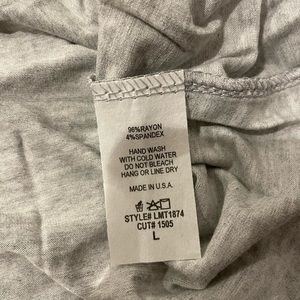 96%RAYON
4%SPANDEX
HAND WASH
WITH COLD WATER
DO NOT BLEACH
HANG OR LINE DRY
MADE IN U.S.A.
STYLE# LMT1874
CUT# 1505
L